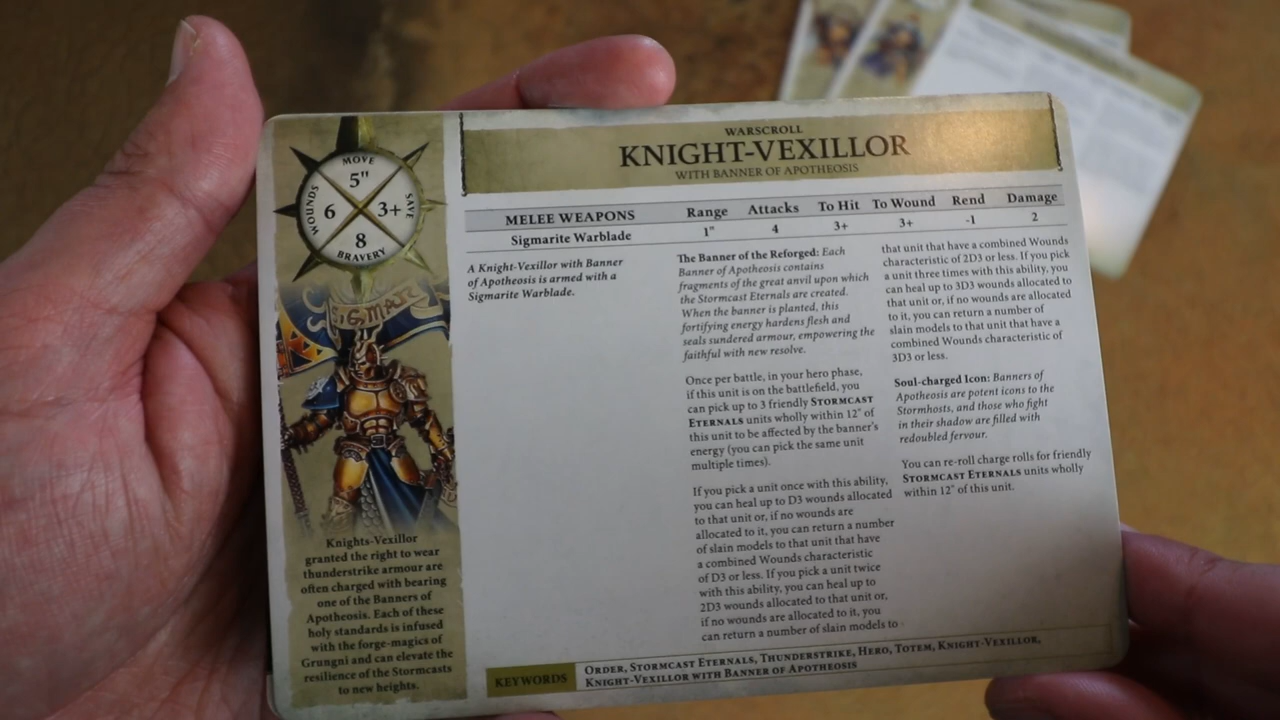 WARSCROLL
KNIGHT-VEXILLOR
WITH BANNER OF APOTHEOSIS
MOVE
5"
WOUNDS
6
3+
SAVE
8
BRAVERY
SIGMAR
MELEE WEAPONS Range Attacks To Hit To Wound Rend Damage
Sigmarite Warblade 1" 4 3+ 3+ -1 2
A Knight-Vexillor with Banner
of Apotheosis is armed with a
Sigmarite Warblade.
The Banner of the Reforged: Each
Banner of Apotheosis contains
fragments of the great anvil upon which
the Stormcast Eternals are created.
When the banner is planted, this
fortifying energy hardens flesh and
seals sundered armour, empowering the
faithful with new resolve.
Once per battle, in your hero phase,
if this unit is on the battlefield, you
can pick up to 3 friendly STORMCAST
ETERNALS units wholly within 12" of
this unit to be affected by the banner's
energy (you can pick the same unit
multiple times).
If you pick a unit once with this ability,
you can heal up to D3 wounds allocated
to that unit or, if no wounds are
allocated to it, you can return a number
of slain models to that unit that have
a combined Wounds characteristic
of D3 or less. If you pick a unit twice
with this ability, you can heal up to
2D3 wounds allocated to that unit or,
if no wounds are allocated to it, you
can return a number of slain models to
that unit that have a combined Wounds
characteristic of 2D3 or less. If you pick
a unit three times with this ability, you
can heal up to 3D3 wounds allocated to
that unit or, if no wounds are allocated
to it, you can return a number of
slain models to that unit that have a
combined Wounds characteristic of
3D3 or less.
Soul-charged Icon: Banners of
Apotheosis are potent icons to the
Stormhosts, and those who fight
in their shadow are filled with
redoubled fervour.
You can re-roll charge rolls for friendly
STORMCAST ETERNALS units wholly
within 12" of this unit.
Knights-Vexillor
granted the right to wear
thunderstrike armour are
often charged with bearing
one of the Banners of
Apotheosis. Each of these
holy standards is infused
with the forge-magics of
Grungni and can elevate the
resilience of the Stormcasts
to new heights.
KEYWORDS
ORDER, STORMCAST ETERNALS, THUNDERSTRIKE, HERO, TOTEM, KNIGHT-VEXILLOR,
KNIGHT-VEXILLOR WITH BANNER OF APOTHEOSIS